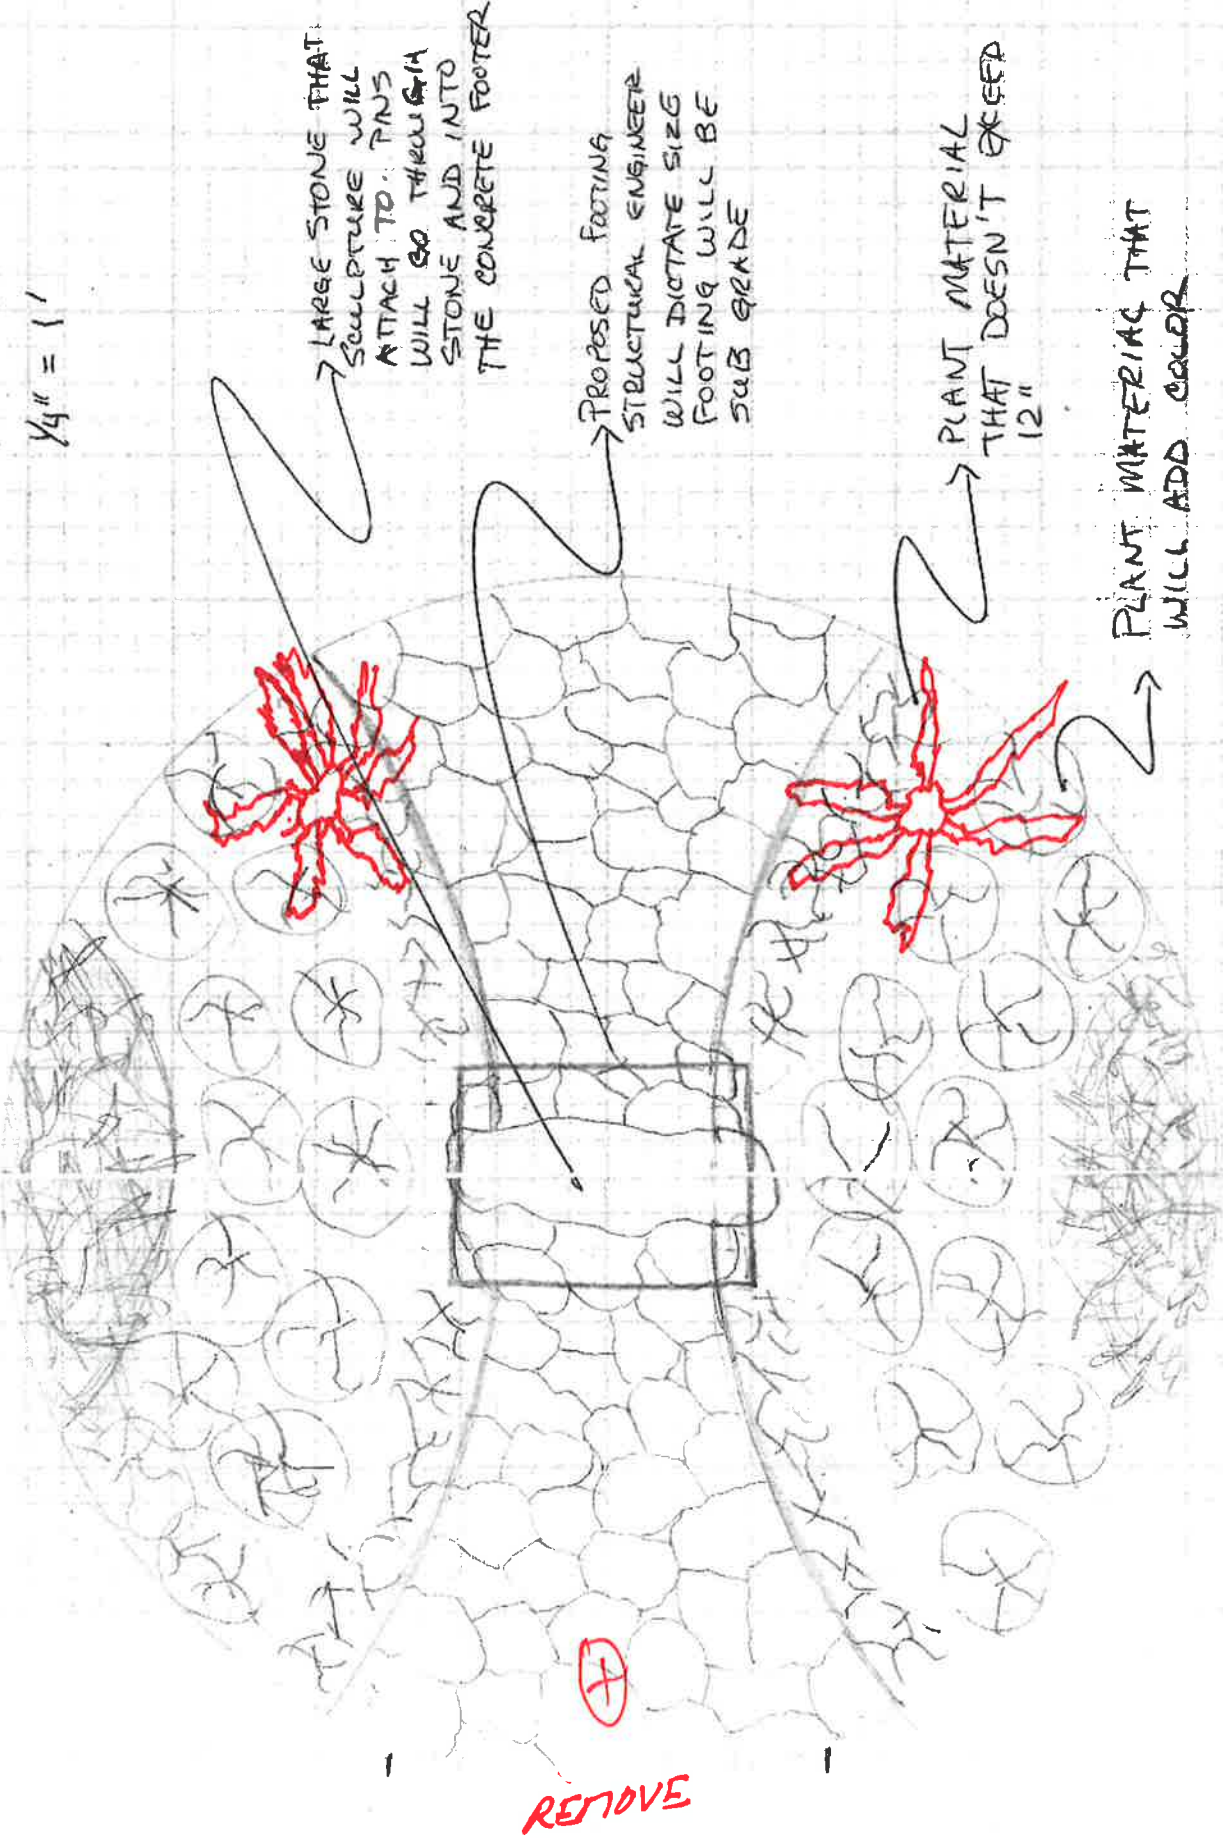 1/4" = 1'
LARGE STONE THAT
SCULPTURE WILL
ATTACH TO. PINS
WILL GO THROUGH
STONE AND INTO
THE CONCRETE FOOTER
PROPOSED FOOTING
STRUCTURAL ENGINEER
WILL DICTATE SIZE
FOOTING WILL BE
SUB GRADE
PLANT MATERIAL
THAT DOESN'T EXCEED
12"
PLANT MATERIAL THAT
WILL ADD COLOR
REMOVE